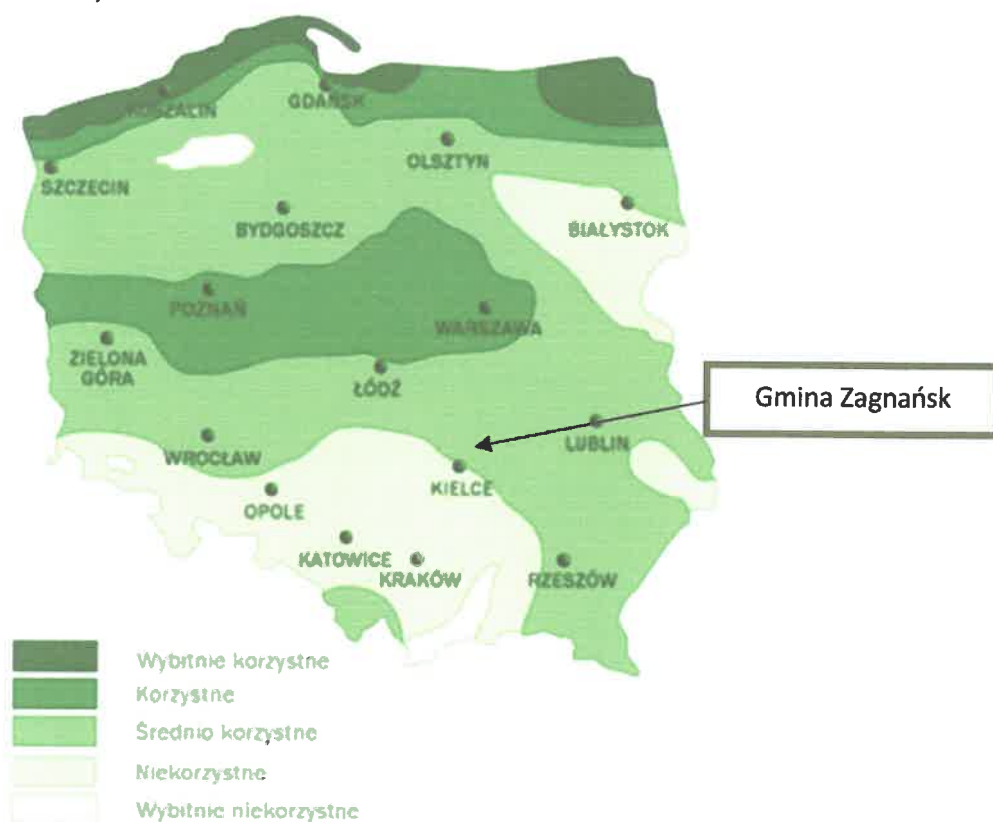 KOSZALIN
GDAŃSK
OLSZTYN
SZCZECIN
BYDGOSZCZ
BIAŁYSTOK
POZNAŃ
WARSZAWA
ZIELONA
GÓRA
ŁÓDŹ
Gmina Zagnańsk
LUBLIN
WROCŁAW
KIELCE
OPOLE
KATOWICE
KRAKÓW
RZESZÓW
Wybitnie korzystne
Korzystne
Średnio korzystne
Niekorzystne
Wybitnie niekorzystne